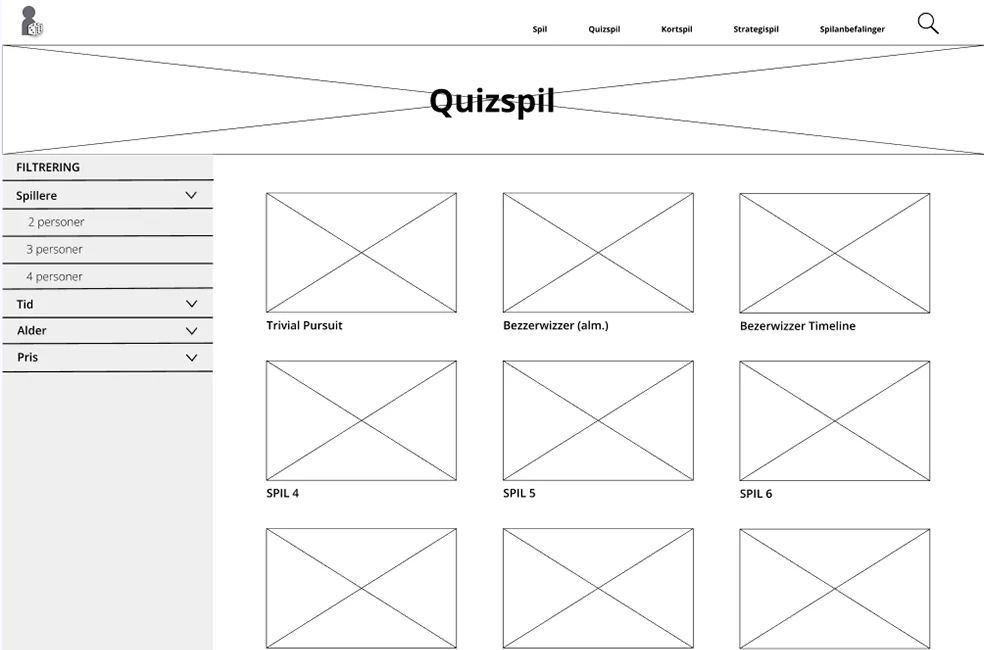 Spil Quizspil Kortspil Strategispil Spilanbefalinger
Quizspil
FILTRERING
Spillere
2 personer
3 personer
4 personer
Tid
Alder
Pris
Trivial Pursuit
Bezzerwizzer (alm.)
Bezerwizzer Timeline
SPIL 4
SPIL 5
SPIL 6